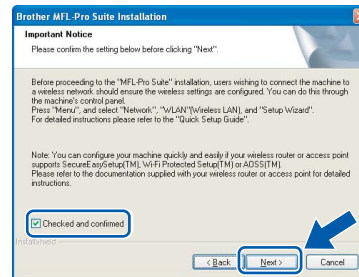 Brother MFL-Pro Suite Installation
Important Notice
Please confirm the setting below before clicking "Next".
Before proceeding to the "MFL-Pro Suite" installation, users wishing to connect the machine to
a wireless network should ensure the wireless settings are configured. You can do this through
the machine's control panel.
Press "Menu", and select "Network", "WLAN"(Wireless LAN), and "Setup Wizard".
For detailed instructions please refer to the "Quick Setup Guide".
Note: You can configure your machine quickly and easily if your wireless router or access point
supports SecureEasySetup(TM), Wi-Fi Protected Setup(TM) or AOSS(TM).
Please refer to the documentation supplied with your wireless router or access point for detailed
instructions.
Checked and confirmed
InstallShield
< Back Next > Cancel